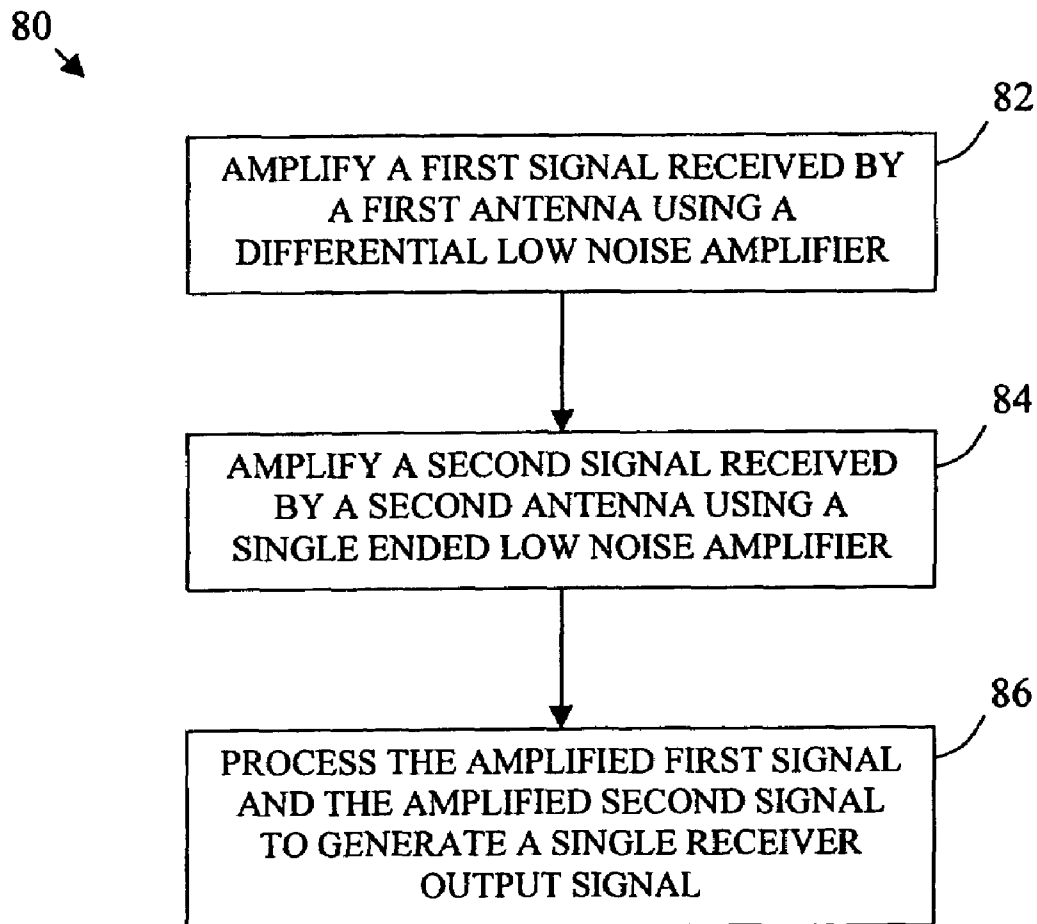 80
82
AMPLIFY A FIRST SIGNAL RECEIVED BY
A FIRST ANTENNA USING A
DIFFERENTIAL LOW NOISE AMPLIFIER
84
AMPLIFY A SECOND SIGNAL RECEIVED
BY A SECOND ANTENNA USING A
SINGLE ENDED LOW NOISE AMPLIFIER
86
PROCESS THE AMPLIFIED FIRST SIGNAL
AND THE AMPLIFIED SECOND SIGNAL
TO GENERATE A SINGLE RECEIVER
OUTPUT SIGNAL